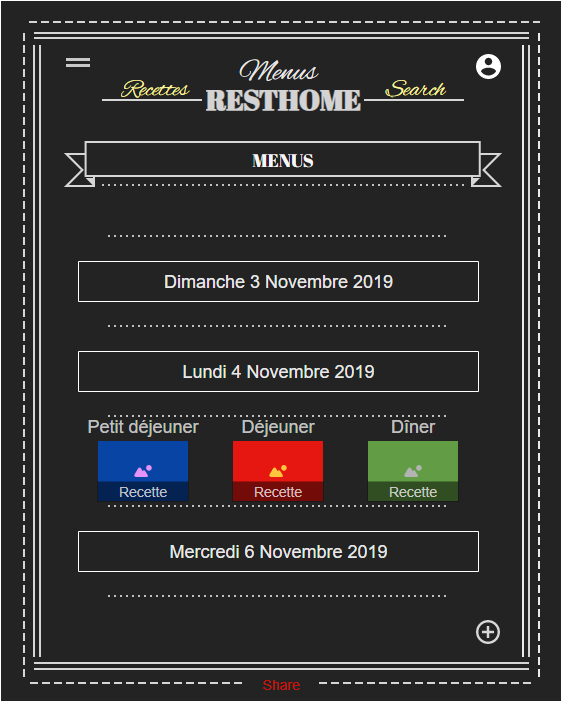 Menus
Recettes
Search
RESTHOME
MENUS
Dimanche 3 Novembre 2019
Lundi 4 Novembre 2019
Petit déjeuner
Déjeuner
Dîner
Recette
Recette
Recette
Mercredi 6 Novembre 2019
Share